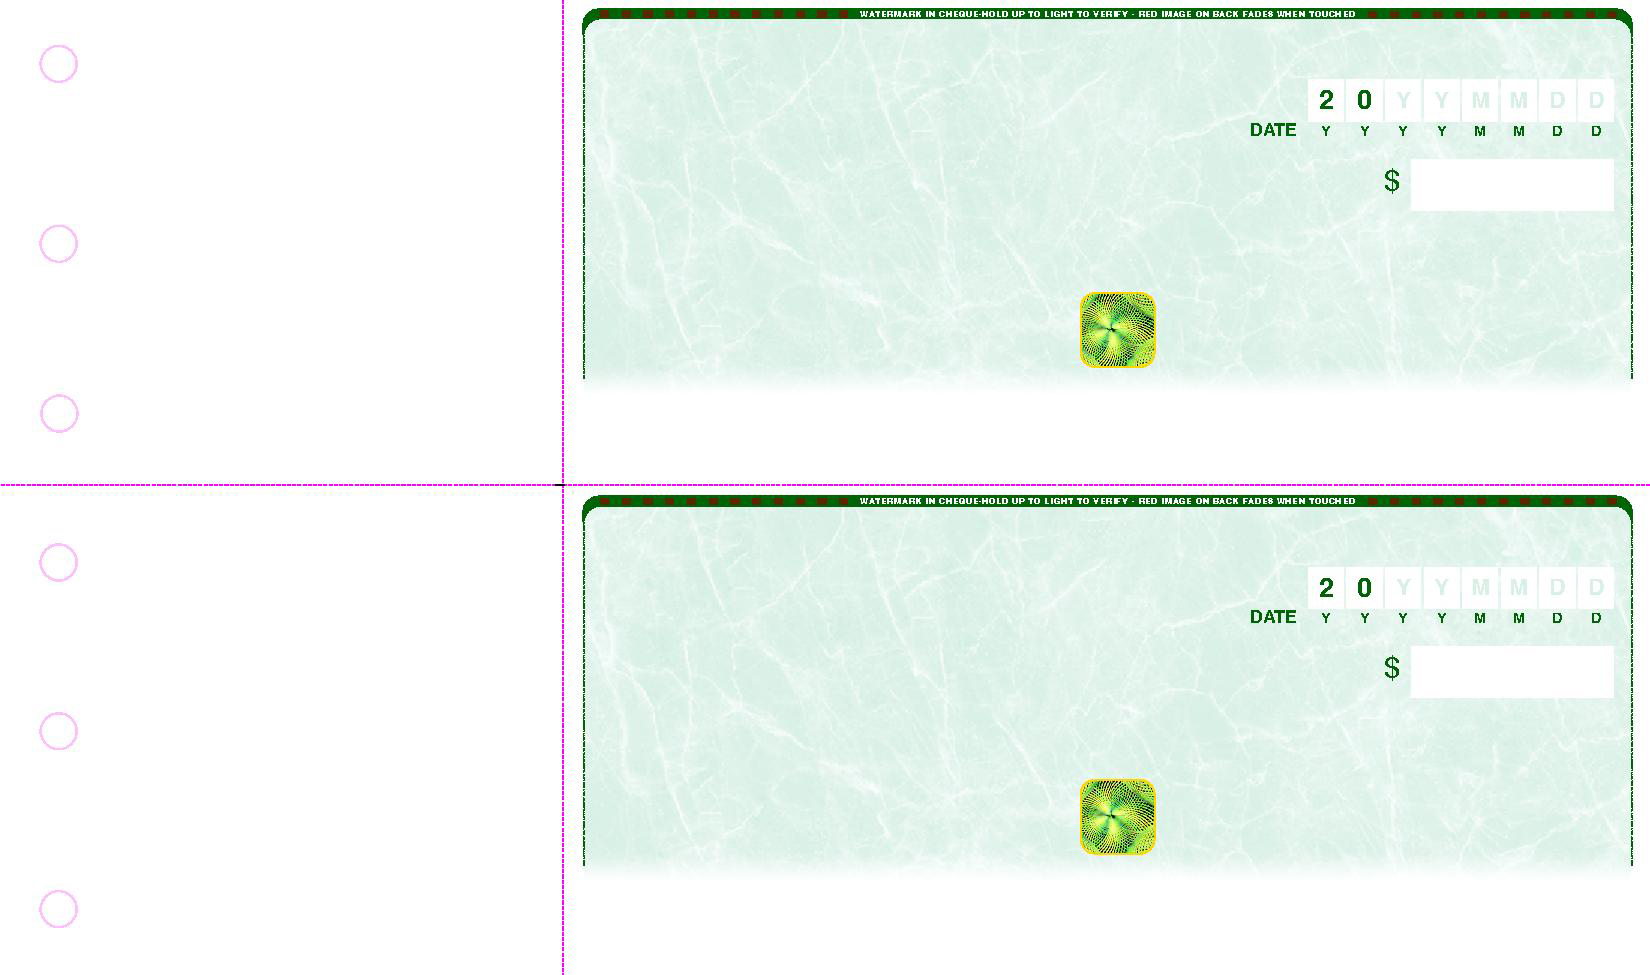 WATERMARK IN CHEQUE-HOLD UP TO LIGHT TO VERIFY - RED IMAGE ON BACK FADES WHEN TOUCHED
2 0 Y Y M M D D
DATE Y Y Y Y M M D D
$
WATERMARK IN CHEQUE-HOLD UP TO LIGHT TO VERIFY - RED IMAGE ON BACK FADES WHEN TOUCHED
2 0 Y Y M M D D
DATE Y Y Y Y M M D D
$